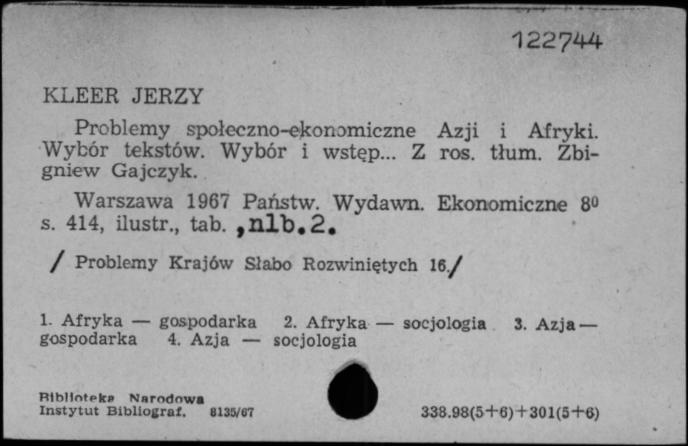 122744
KLEER JERZY
Problemy społeczno-ekonomiczne Azji i Afryki.
Wybór tekstów. Wybór i wstęp... Z ros. tłum. Zbi-
gniew Gajczyk.
Warszawa 1967 Państw. Wydawn. Ekonomiczne 8⁰
s. 414, ilustr., tab. ,nlb.2.
/ Problemy Krajów Słabo Rozwiniętych 16./
1. Afryka — gospodarka 2. Afryka — socjologia 3. Azja —
gospodarka 4. Azja — socjologia
Biblioteka Narodowa
Instytut Bibliograf. 8135/67 338.98(5+6)+301(5+6)